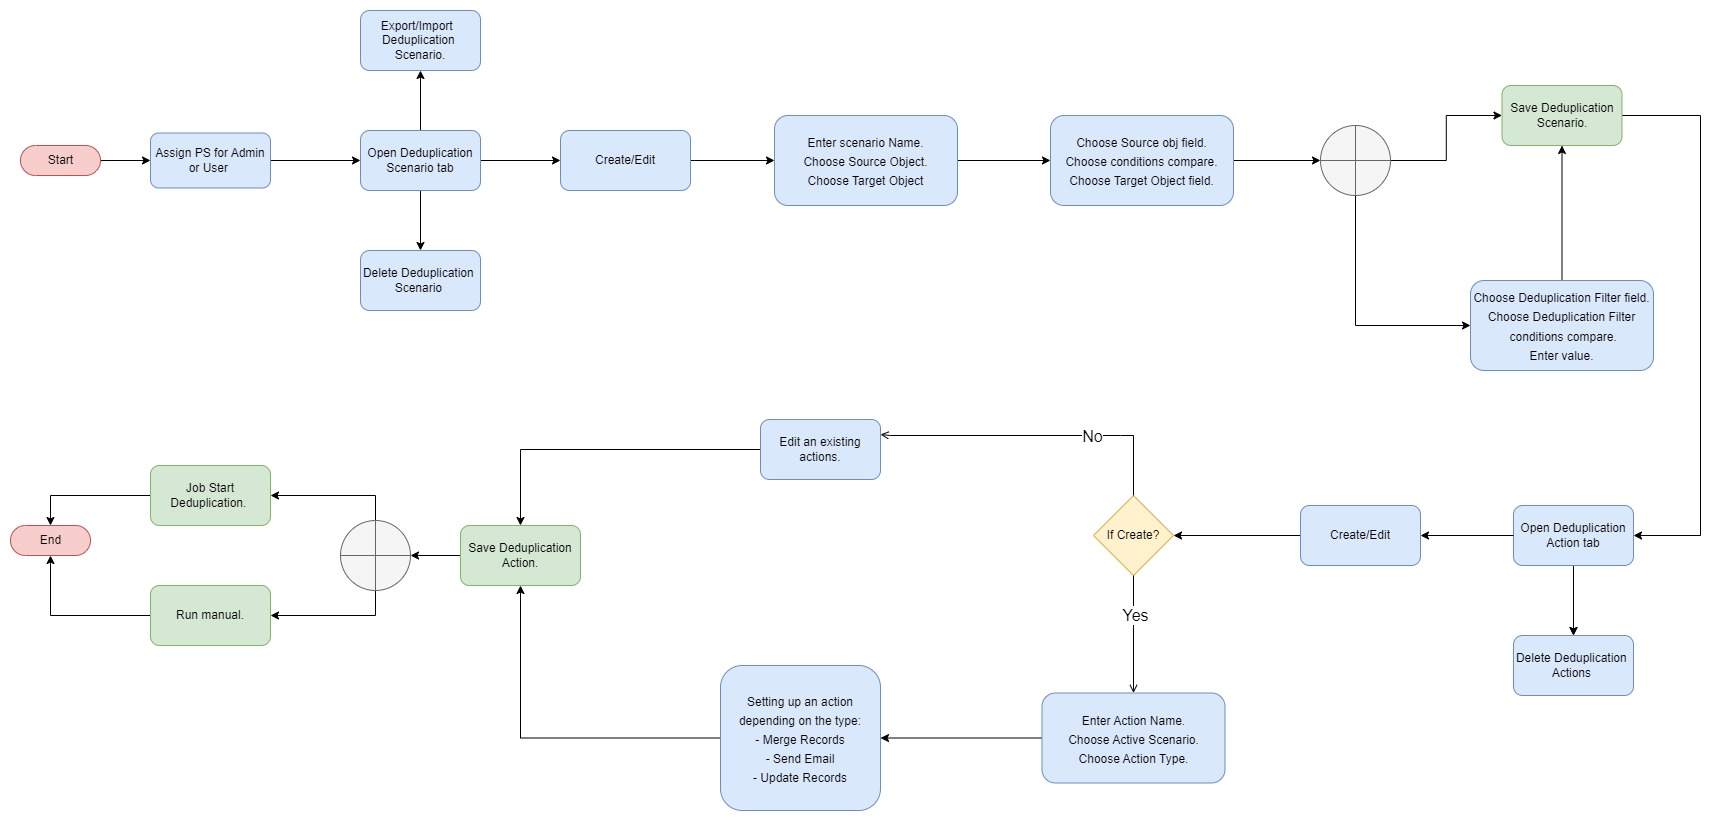 Export/Import
Deduplication
Scenario.
Start
Assign PS for Admin
or User
Open Deduplication
Scenario tab
Create/Edit
Enter scenario Name.
Choose Source Object.
Choose Target Object
Choose Source obj field.
Choose conditions compare.
Choose Target Object field.
Save Deduplication
Scenario.
Delete Deduplication
Scenario
Choose Deduplication Filter field.
Choose Deduplication Filter
conditions compare.
Enter value.
Open Deduplication
Action tab
Create/Edit
If Create?
No
Edit an existing
actions.
Yes
Delete Deduplication
Actions
Enter Action Name.
Choose Active Scenario.
Choose Action Type.
Setting up an action
depending on the type:
- Merge Records
- Send Email
- Update Records
Save Deduplication
Action.
Job Start
Deduplication.
Run manual.
End